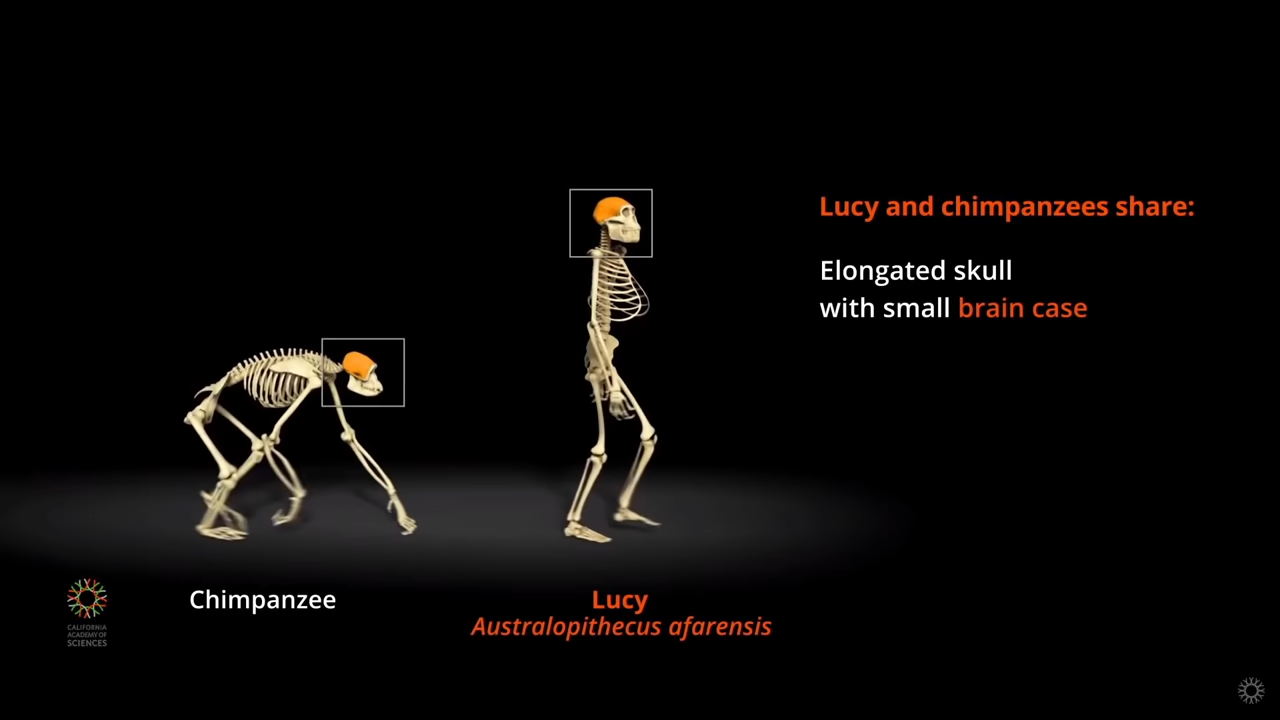 Lucy and chimpanzees share:
Elongated skull
with small brain case
Chimpanzee
Lucy
Australopithecus afarensis
CALIFORNIA
ACADEMY OF
SCIENCES